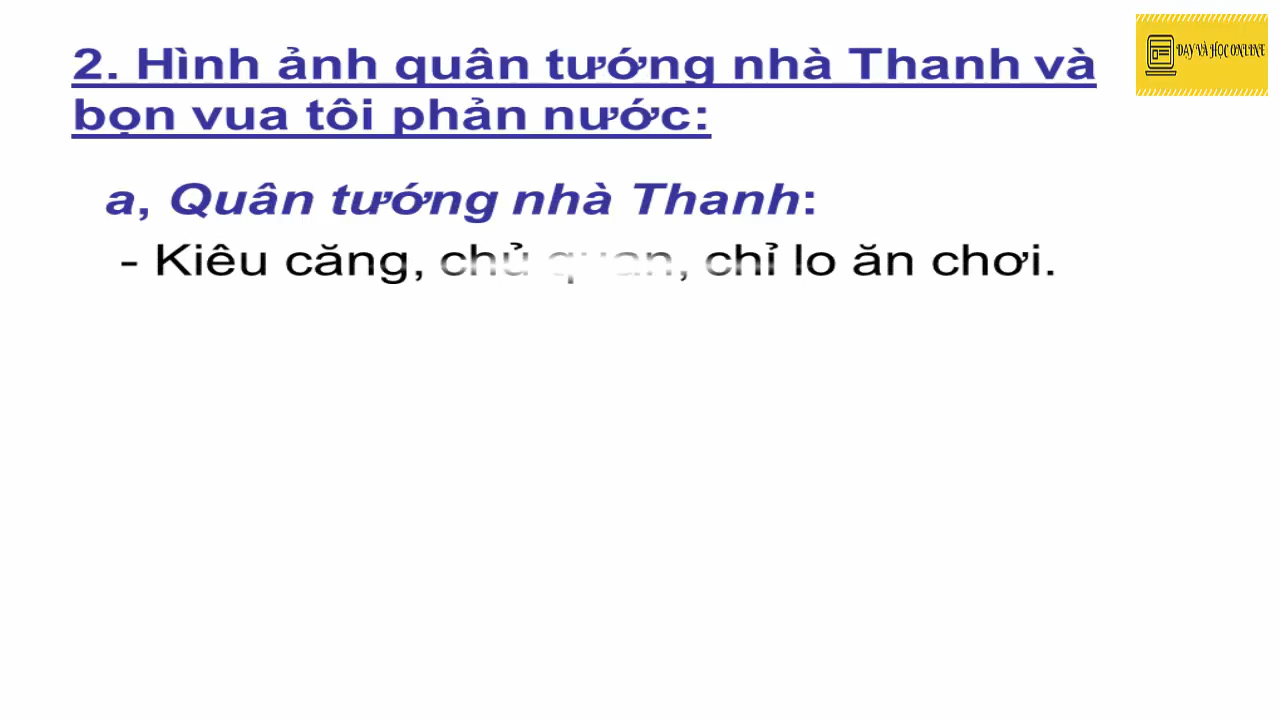 2. Hình ảnh quân tướng nhà Thanh và
bọn vua tôi phản nước:
a, Quân tướng nhà Thanh:
- Kiêu căng, chủ quan, chỉ lo ăn chơi.
DẠY VÀ HỌC ONLINE